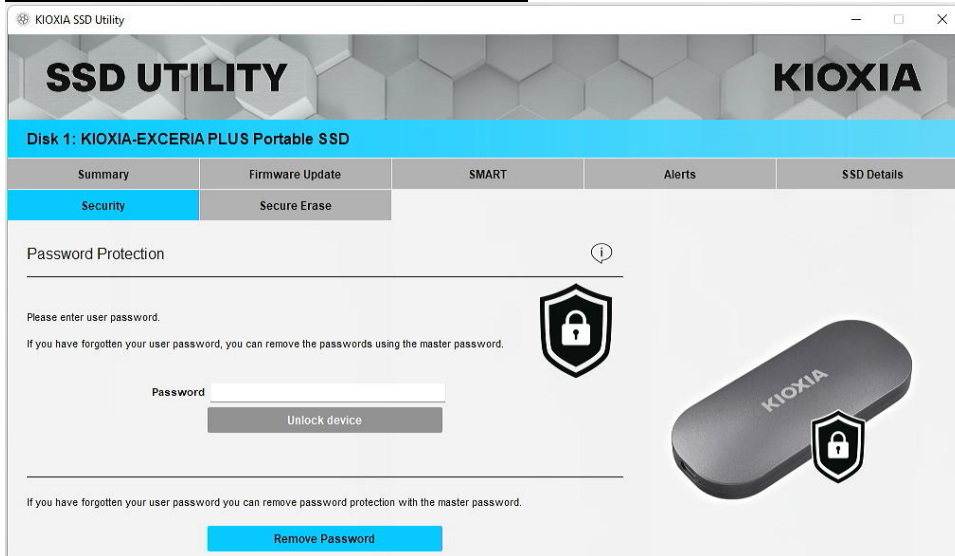 KIOXIA SSD Utility
SSD UTILITY
KIOXIA
Disk 1: KIOXIA-EXCERIA PLUS Portable SSD
Summary Firmware Update SMART Alerts SSD Details
Security Secure Erase
Password Protection
Please enter user password.
If you have forgotten your user password, you can remove the passwords using the master password.
Password
Unlock device
KIOXIA
If you have forgotten your user password you can remove password protection with the master password.
Remove Password